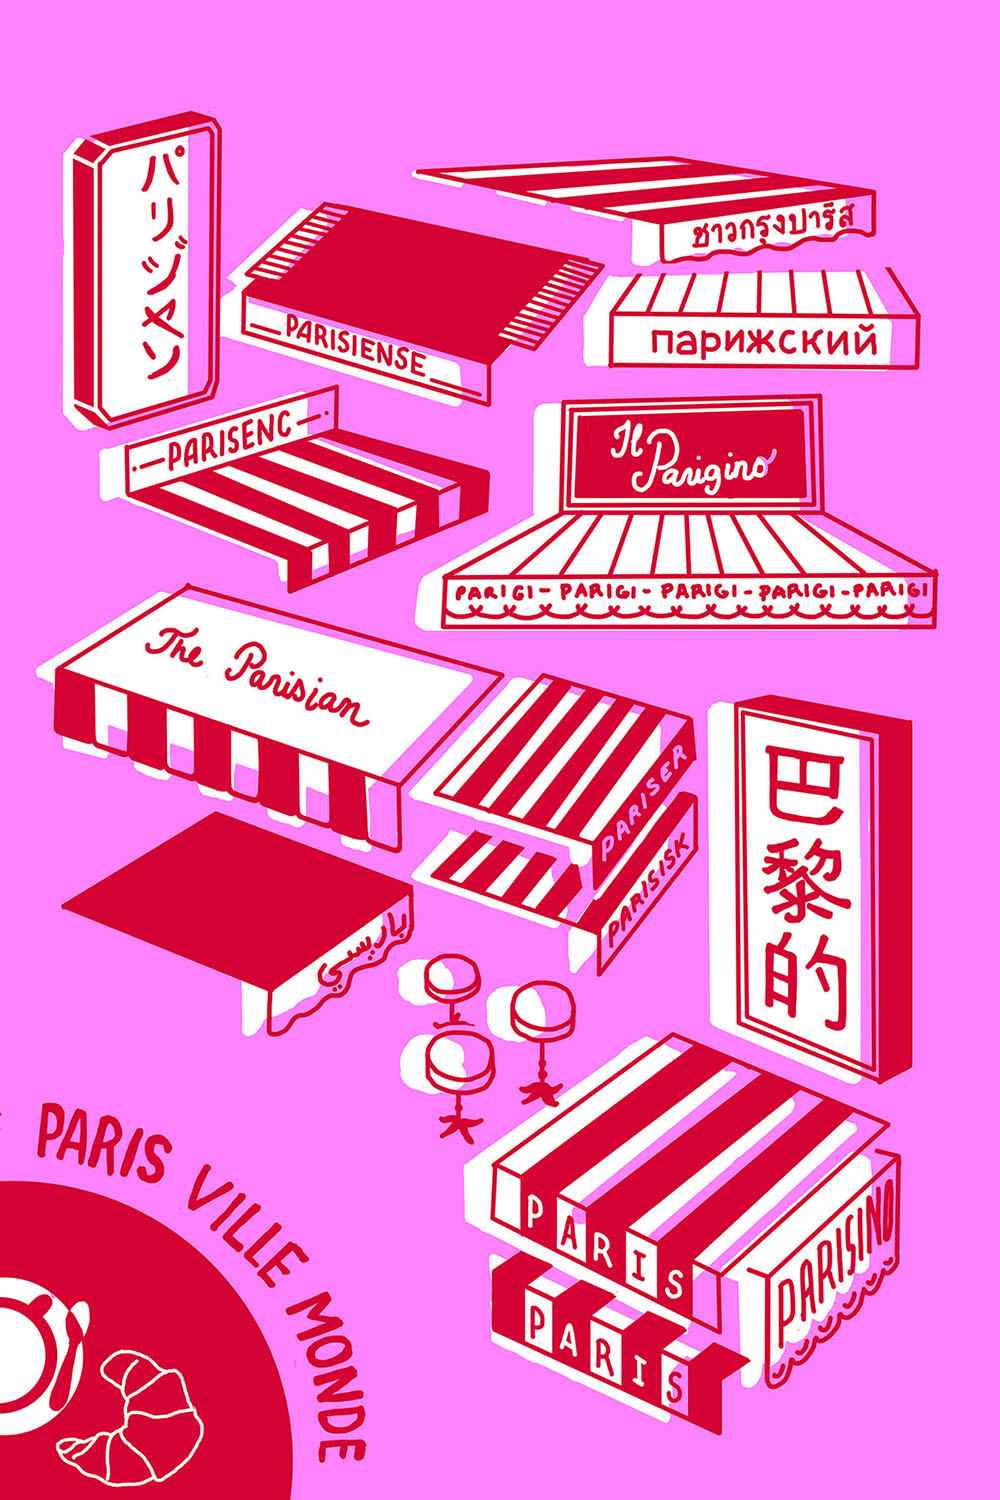 パリジャン
ชาวกรุงปารีส
PARISIENSE
парижский
PARISENC
Il
Parigino
PARIGI - PARIGI - PARIGI - PARIGI - PARIGI
The Parisian
PARISER
PARISISK
巴
黎
的
باريسي
PARIS
PARIS
PARISINO
PARIS VILLE MONDE